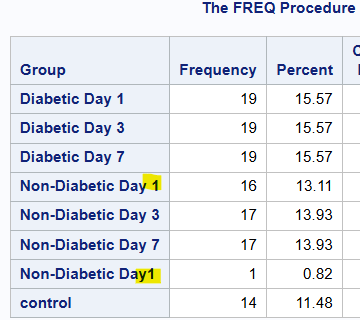 The FREQ Procedure
Group Frequency Percent
Diabetic Day 1 19 15.57
Diabetic Day 3 19 15.57
Diabetic Day 7 19 15.57
Non-Diabetic Day 1 16 13.11
Non-Diabetic Day 3 17 13.93
Non-Diabetic Day 7 17 13.93
Non-Diabetic Day1 1 0.82
control 14 11.48